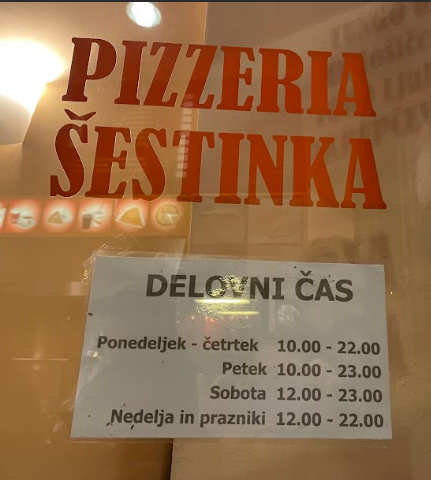 PIZZERIA
ŠESTINKA
DELOVNI ČAS
Ponedeljek - četrtek 10.00 - 22.00
Petek 10.00 - 23.00
Sobota 12.00 - 23.00
Nedelja in prazniki 12.00 - 22.00